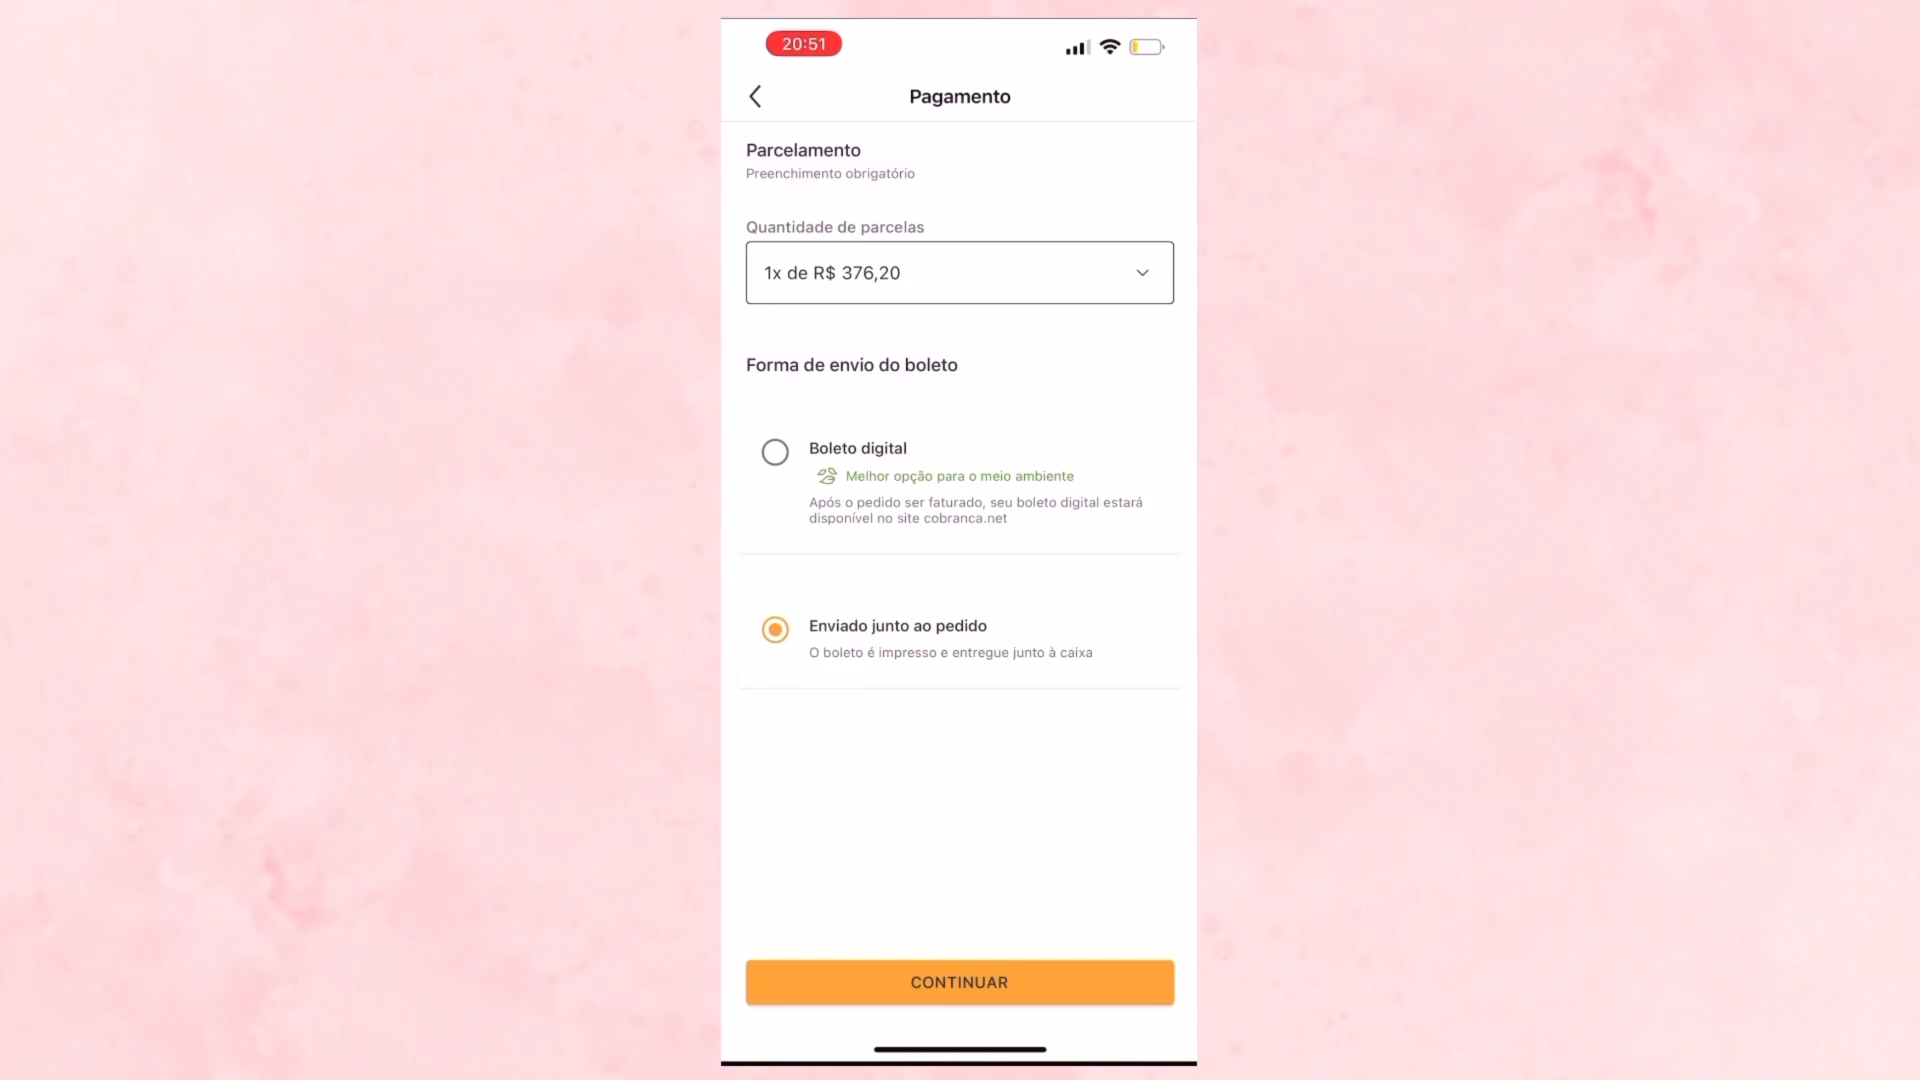 20:51
Pagamento
Parcelamento
Preenchimento obrigatório
Quantidade de parcelas
1x de R$ 376,20
Forma de envio do boleto
Boleto digital
Melhor opção para o meio ambiente
Após o pedido ser faturado, seu boleto digital estará
disponível no site cobranca.net
Enviado junto ao pedido
O boleto é impresso e entregue junto à caixa
CONTINUAR